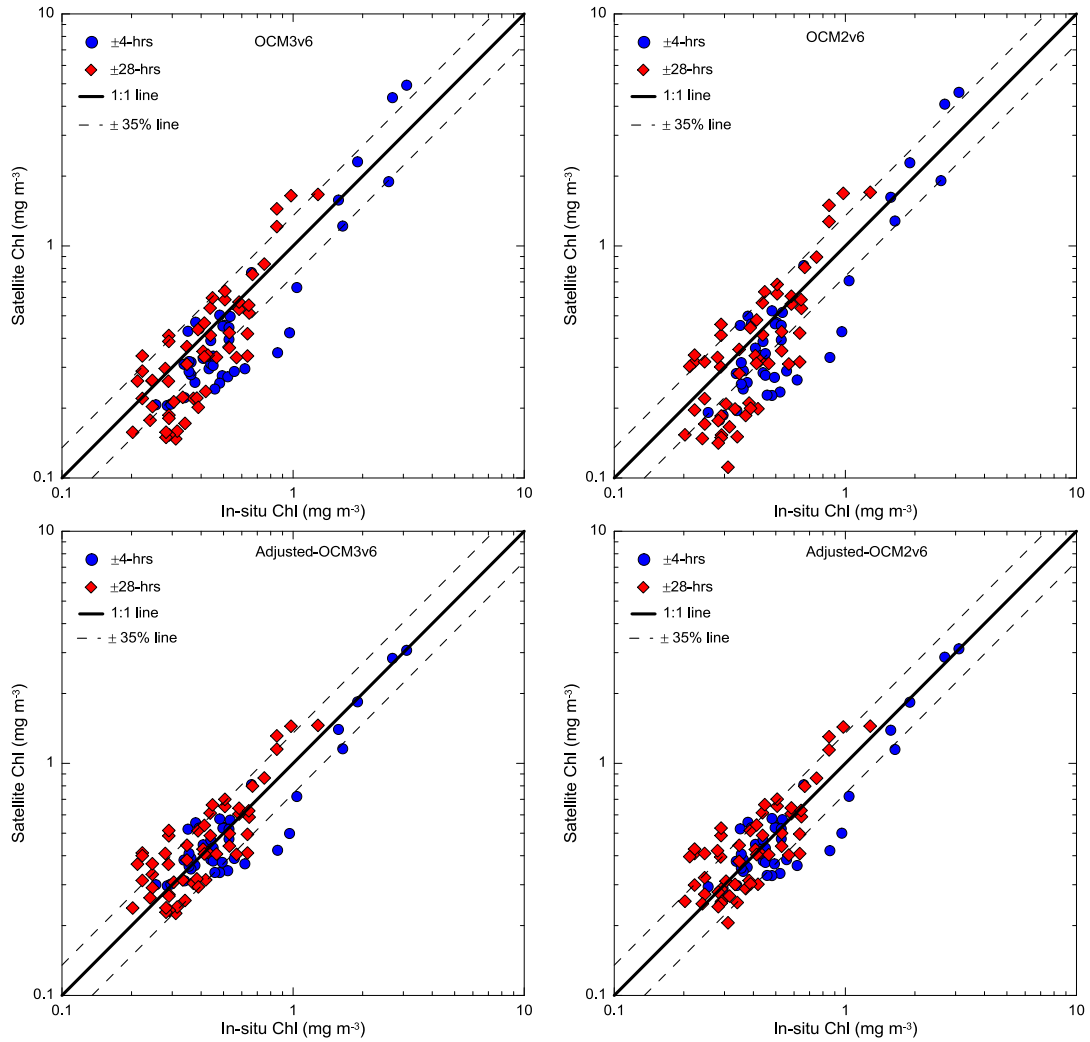 10
1
0.1
Satellite Chl (mg m⁻³)
±4-hrs
±28-hrs
1:1 line
± 35% line
OCM3v6
0.1
1
10
In-situ Chl (mg m⁻³)
10
1
0.1
Satellite Chl (mg m⁻³)
±4-hrs
±28-hrs
1:1 line
± 35% line
OCM2v6
0.1
1
10
In-situ Chl (mg m⁻³)
10
1
0.1
Satellite Chl (mg m⁻³)
±4-hrs
±28-hrs
1:1 line
± 35% line
Adjusted-OCM3v6
0.1
1
10
In-situ Chl (mg m⁻³)
10
1
0.1
Satellite Chl (mg m⁻³)
±4-hrs
±28-hrs
1:1 line
± 35% line
Adjusted-OCM2v6
0.1
1
10
In-situ Chl (mg m⁻³)